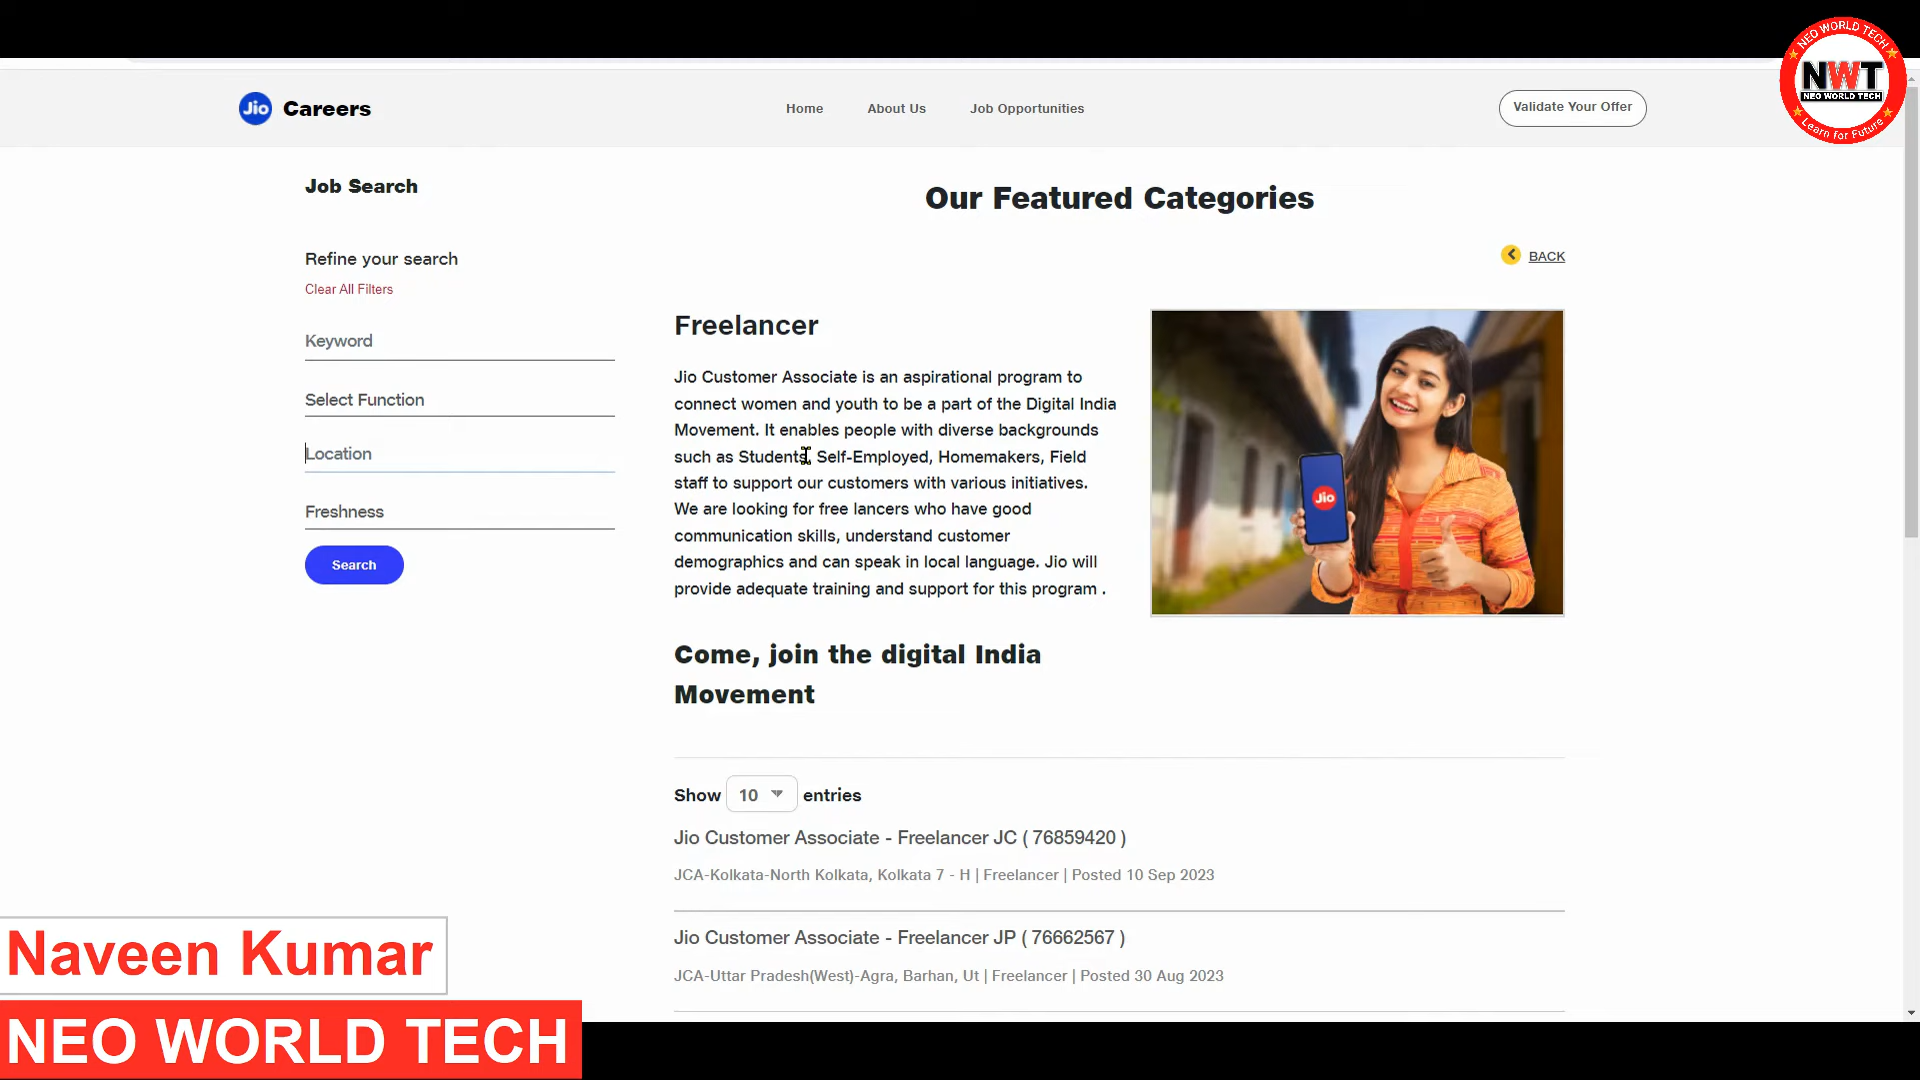 NEO WORLD TECH
NWT
NEO WORLD TECH
Learn for Future
Jio Careers
Home
About Us
Job Opportunities
Validate Your Offer
Job Search
Refine your search
Clear All Filters
Keyword
Select Function
Location
Freshness
Search
Our Featured Categories
BACK
Freelancer
Jio Customer Associate is an aspirational program to
connect women and youth to be a part of the Digital India
Movement. It enables people with diverse backgrounds
such as Students, Self-Employed, Homemakers, Field
staff to support our customers with various initiatives.
We are looking for free lancers who have good
communication skills, understand customer
demographics and can speak in local language. Jio will
provide adequate training and support for this program .
Jio
Come, join the digital India
Movement
Show 10 entries
Jio Customer Associate - Freelancer JC ( 76859420 )
JCA-Kolkata-North Kolkata, Kolkata 7 - H | Freelancer | Posted 10 Sep 2023
Jio Customer Associate - Freelancer JP ( 76662567 )
JCA-Uttar Pradesh(West)-Agra, Barhan, Ut | Freelancer | Posted 30 Aug 2023
Naveen Kumar
NEO WORLD TECH